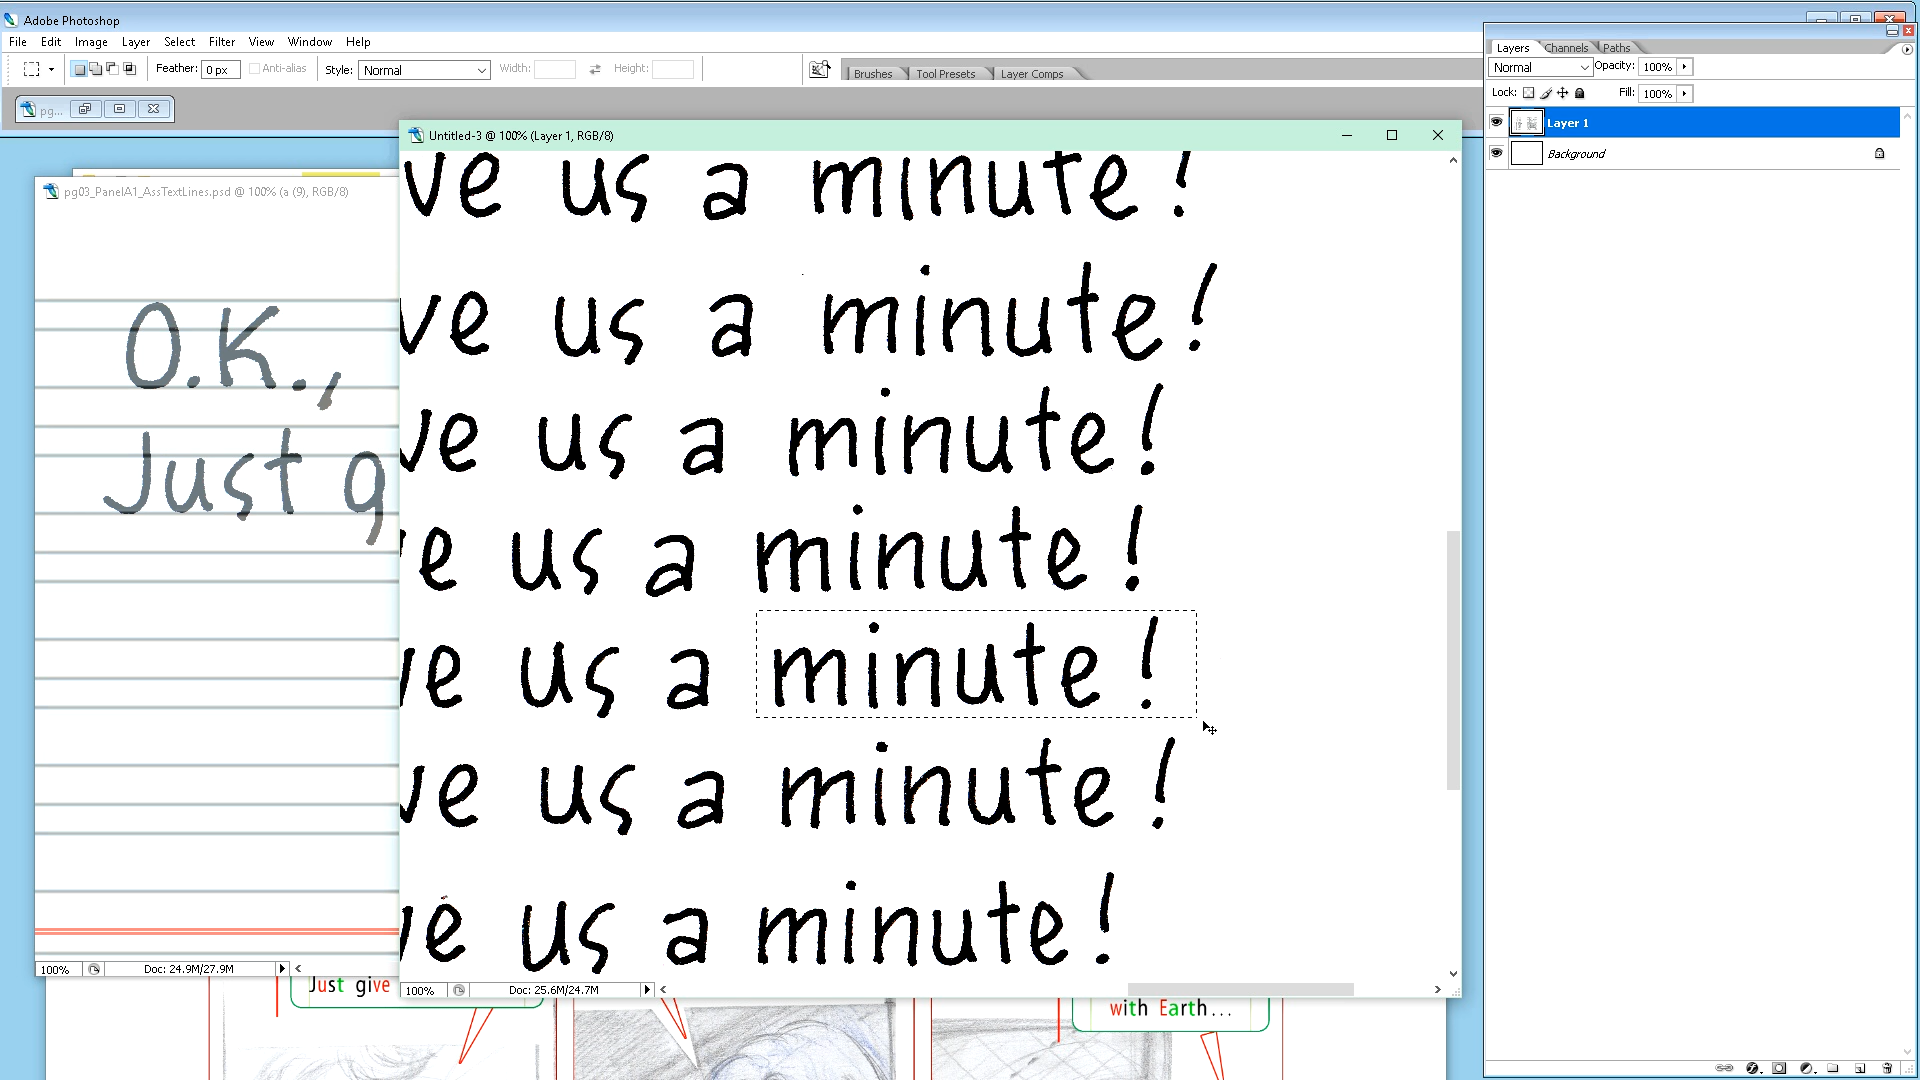 Adobe Photoshop
File Edit Image Layer Select Filter View Window Help
Feather: 0 px Anti-alias Style: Normal Width: Height: Brushes Tool Presets Layer Comps
pg...
Untitled-3 @ 100% (Layer 1, RGB/8)
pg03_PanelA1_AssTextLines.psd @ 100% (a (9), RGB/8)
O.K.,
Just g
ve us a minute!
ve us a minute!
ve us a minute!
e us a minute!
ve us a minute!
ve us a minute!
ve us a minute!
100% Doc: 24.9M/27.9M
100% Doc: 25.6M/24.7M
Just give
with Earth...
Layers Channels Paths
Normal Opacity: 100%
Lock: Fill: 100%
Layer 1
Background